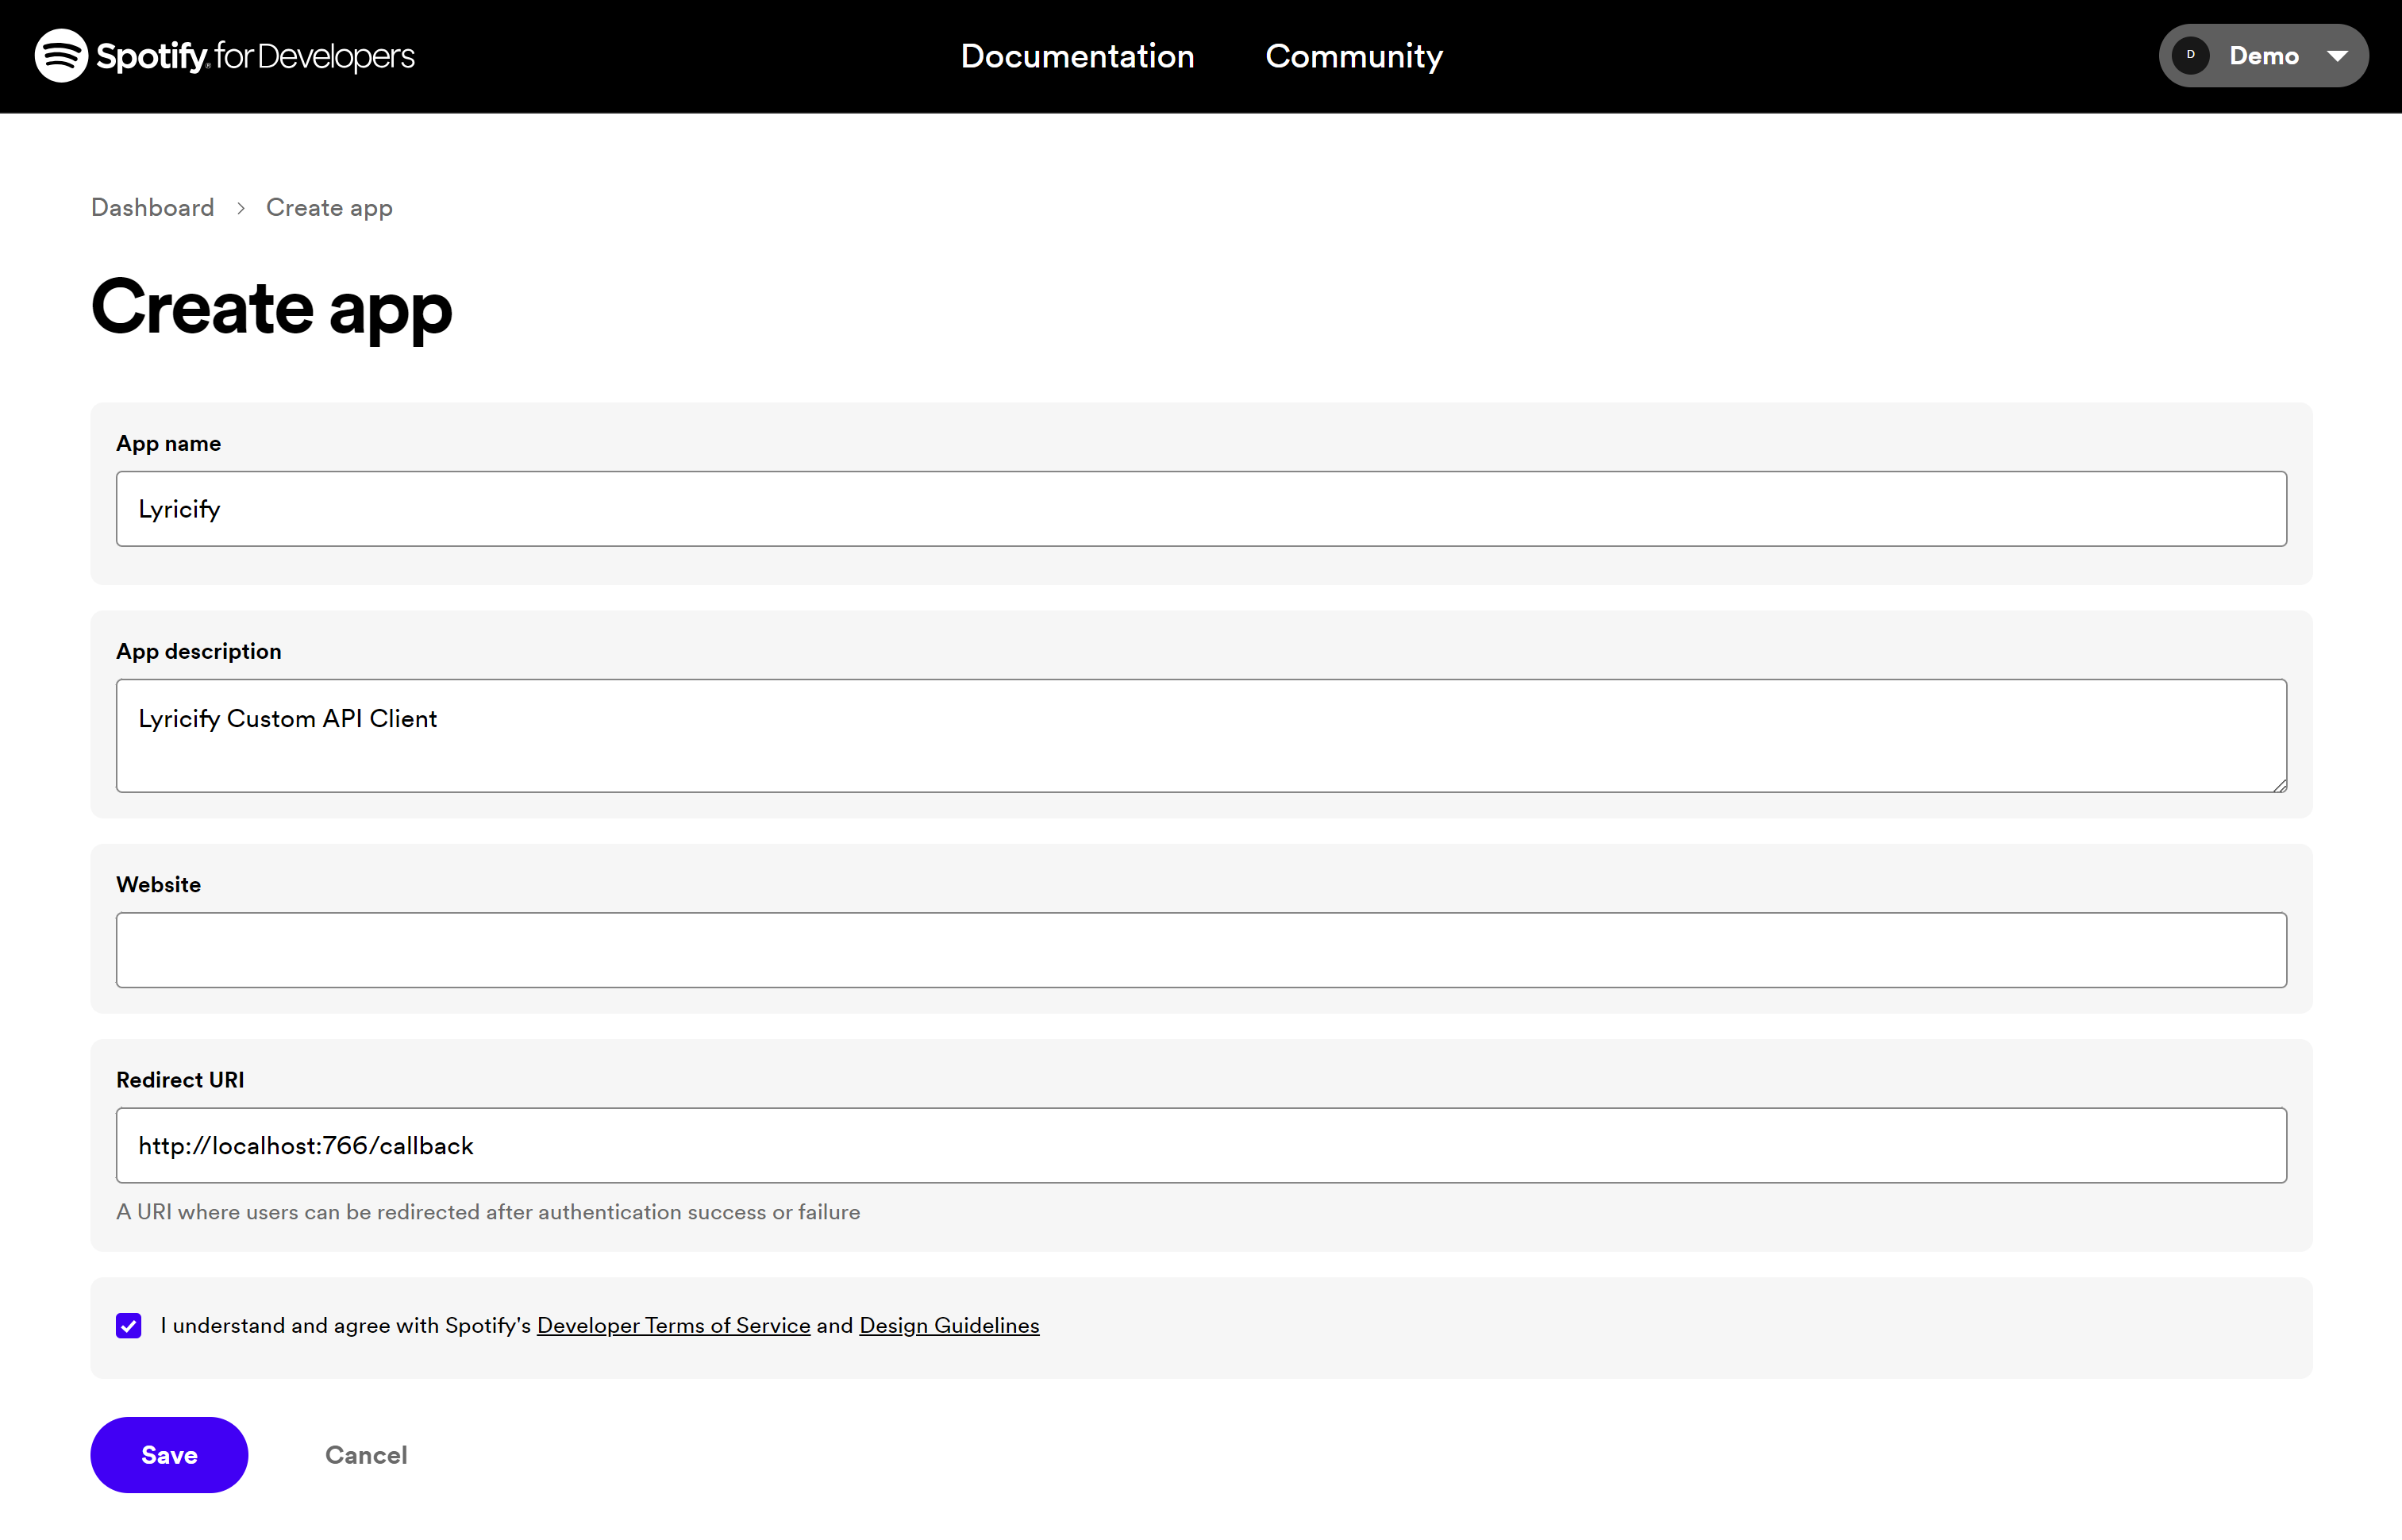 Spotify for Developers
Documentation
Community
D
Demo
Dashboard > Create app
Create app
App name
Lyricify
App description
Lyricify Custom API Client
Website
Redirect URI
http://localhost:766/callback
A URI where users can be redirected after authentication success or failure
I understand and agree with Spotify's Developer Terms of Service and Design Guidelines
Save
Cancel